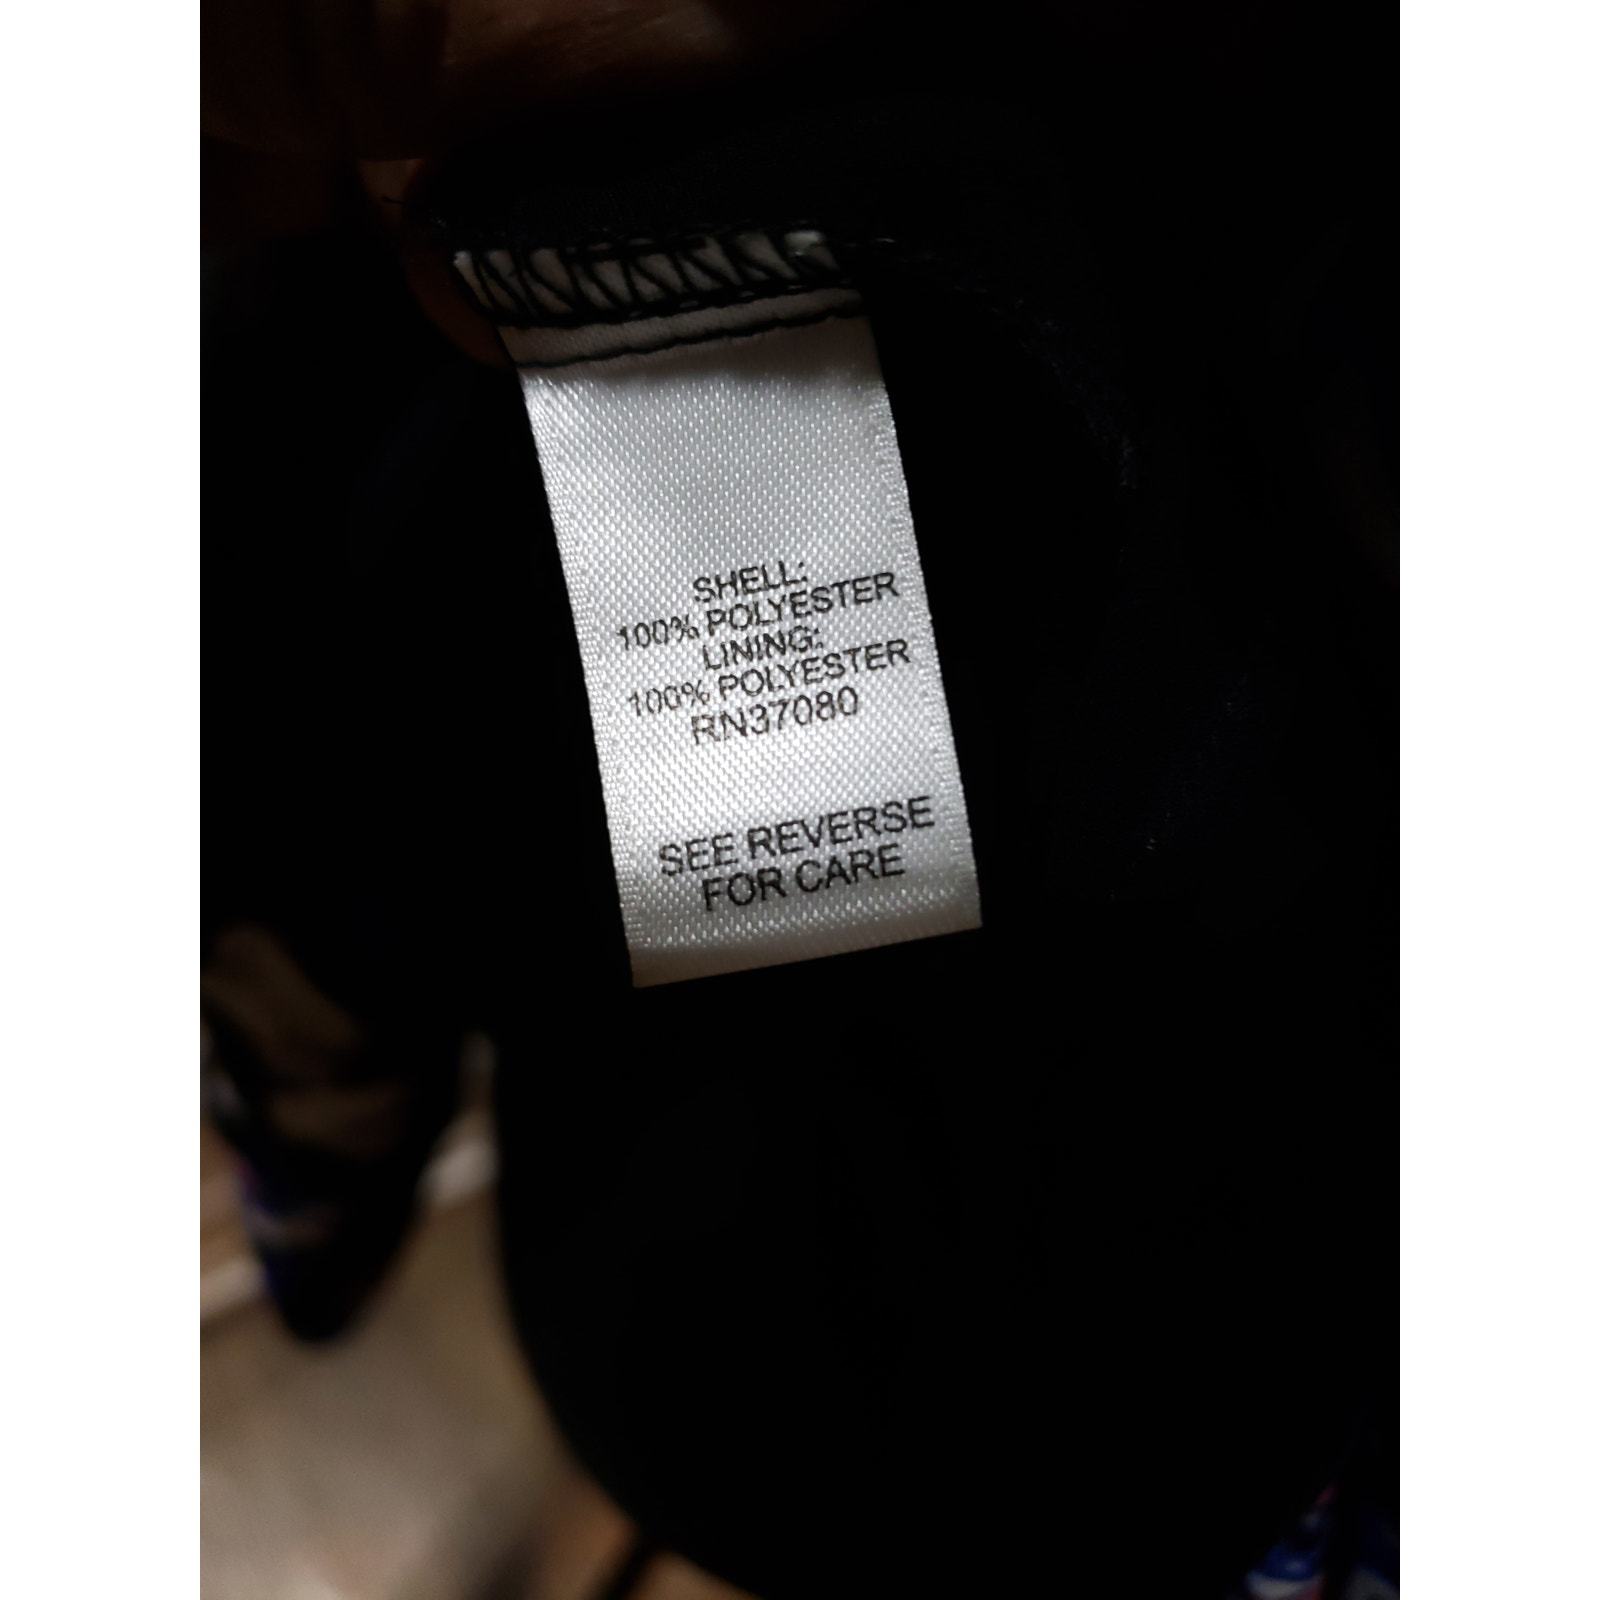 SHELL:
100% POLYESTER
LINING:
100% POLYESTER
RN37080
SEE REVERSE
FOR CARE